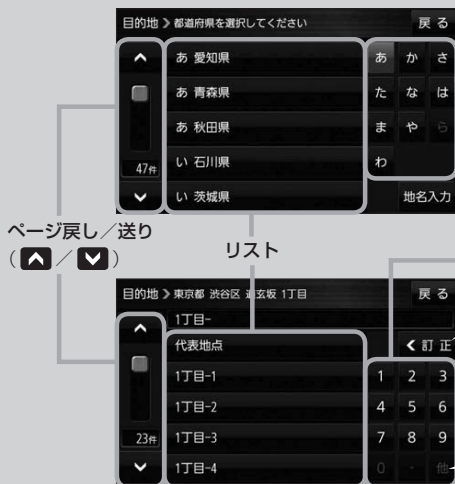 目的地 》都道府県を選択してください 戻る
あ 愛知県 あ か さ
あ 青森県 た な は
あ 秋田県 ま や ら
い 石川県 わ
47件
い 茨城県 地名入力
ページ戻し／送り
(／)
リスト
目的地 》東京都 渋谷区 道玄坂 1丁目 戻る
1丁目-
代表地点 訂正
1丁目-1 1 2 3
1丁目-2 4 5 6
23件 1丁目-3 7 8 9
1丁目-4 0 - 他